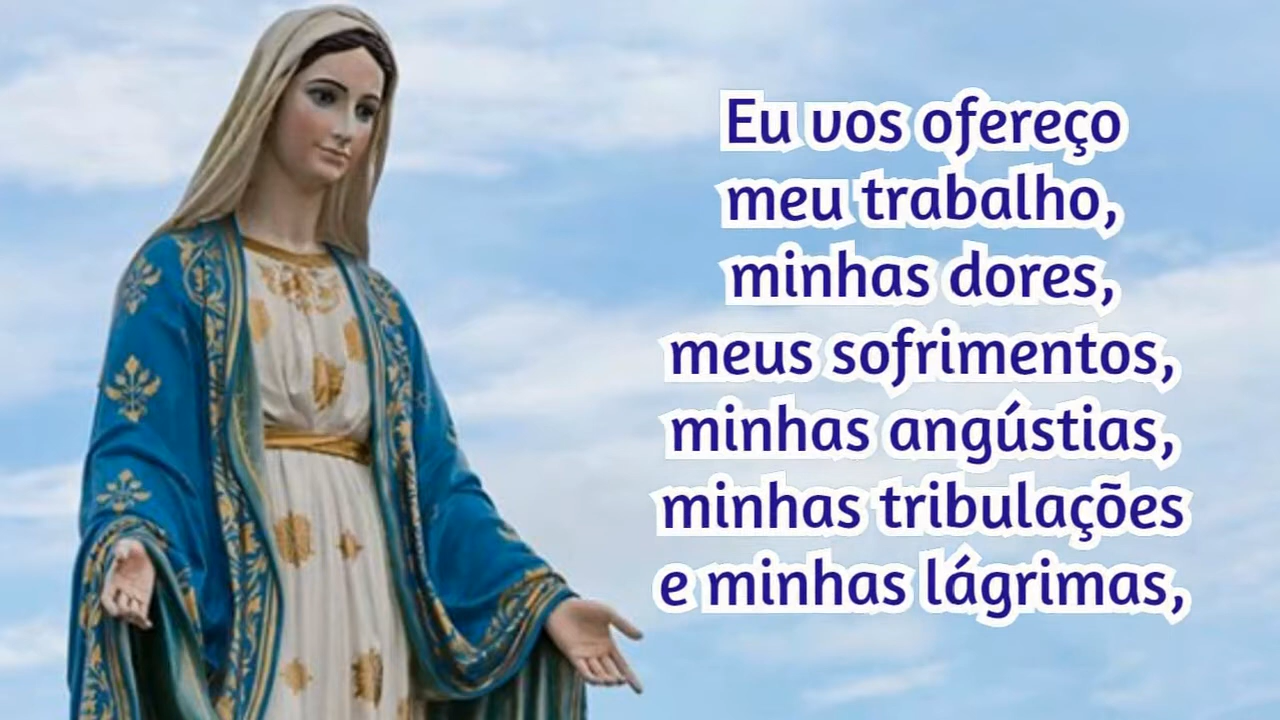 Eu vos ofereço
meu trabalho,
minhas dores,
meus sofrimentos,
minhas angústias,
minhas tribulações
e minhas lágrimas,